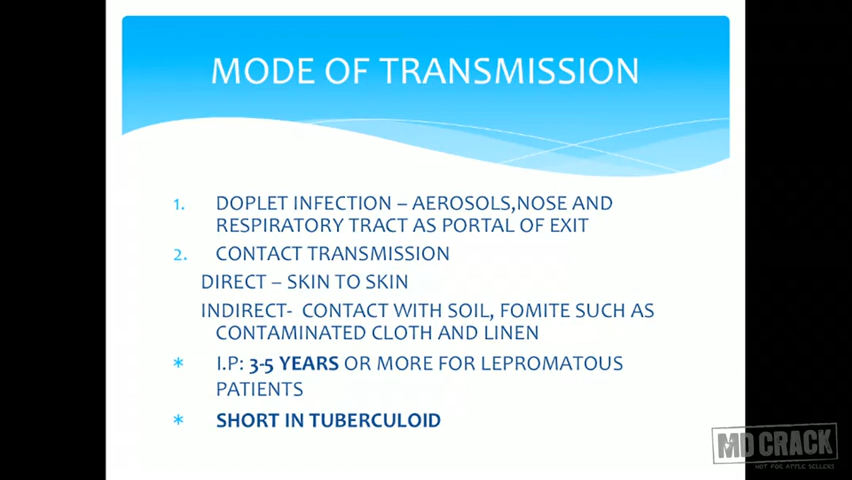 MODE OF TRANSMISSION
1. DOPLET INFECTION – AEROSOLS,NOSE AND
RESPIRATORY TRACT AS PORTAL OF EXIT
2. CONTACT TRANSMISSION
DIRECT – SKIN TO SKIN
INDIRECT- CONTACT WITH SOIL, FOMITE SUCH AS
CONTAMINATED CLOTH AND LINEN
* I.P: 3-5 YEARS OR MORE FOR LEPROMATOUS
PATIENTS
* SHORT IN TUBERCULOID
MD CRACK
NOT FOR APPLE SELLERS